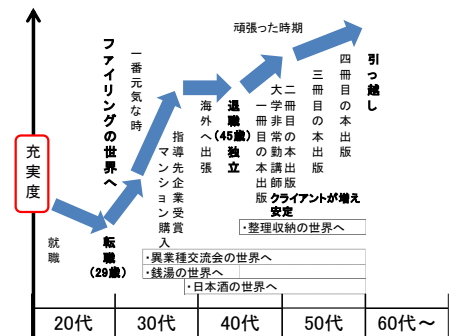 充実度
就職
転職
(29歳)
ファイリングの世界へ
一番元気な時
マンション購入
指導先企業受賞
海外へ出張
退職
(45歳)
独立
頑張った時期
一冊目の本出版
大学非常勤講師
二冊目の本出版
三冊目の本出版
四冊目の本出版
引っ越し
クライアントが増え
安定
・整理収納の世界へ
・異業種交流会の世界へ
・銭湯の世界へ
・日本酒の世界へ
20代
30代
40代
50代
60代～